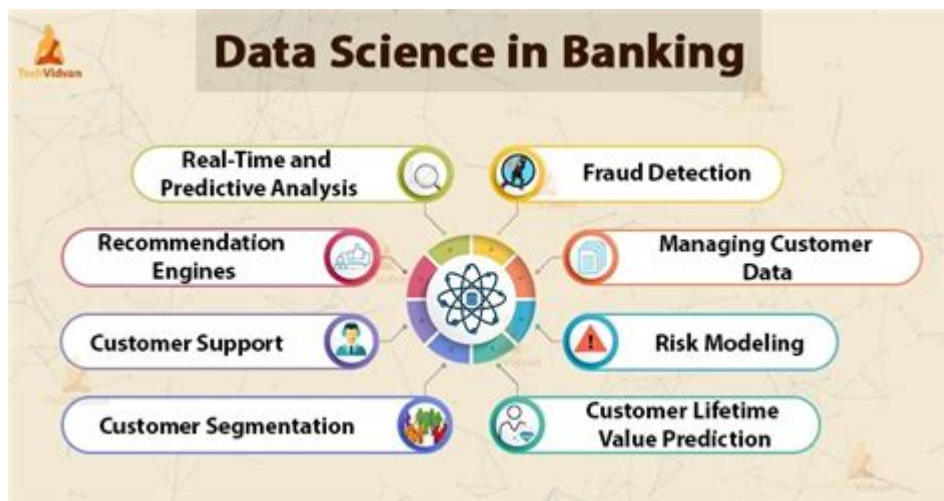 Data Science in Banking
TechVidvan
Real-Time and
Predictive Analysis
Fraud Detection
Recommendation
Engines
Managing Customer
Data
Customer Support
Risk Modeling
Customer Segmentation
Customer Lifetime
Value Prediction